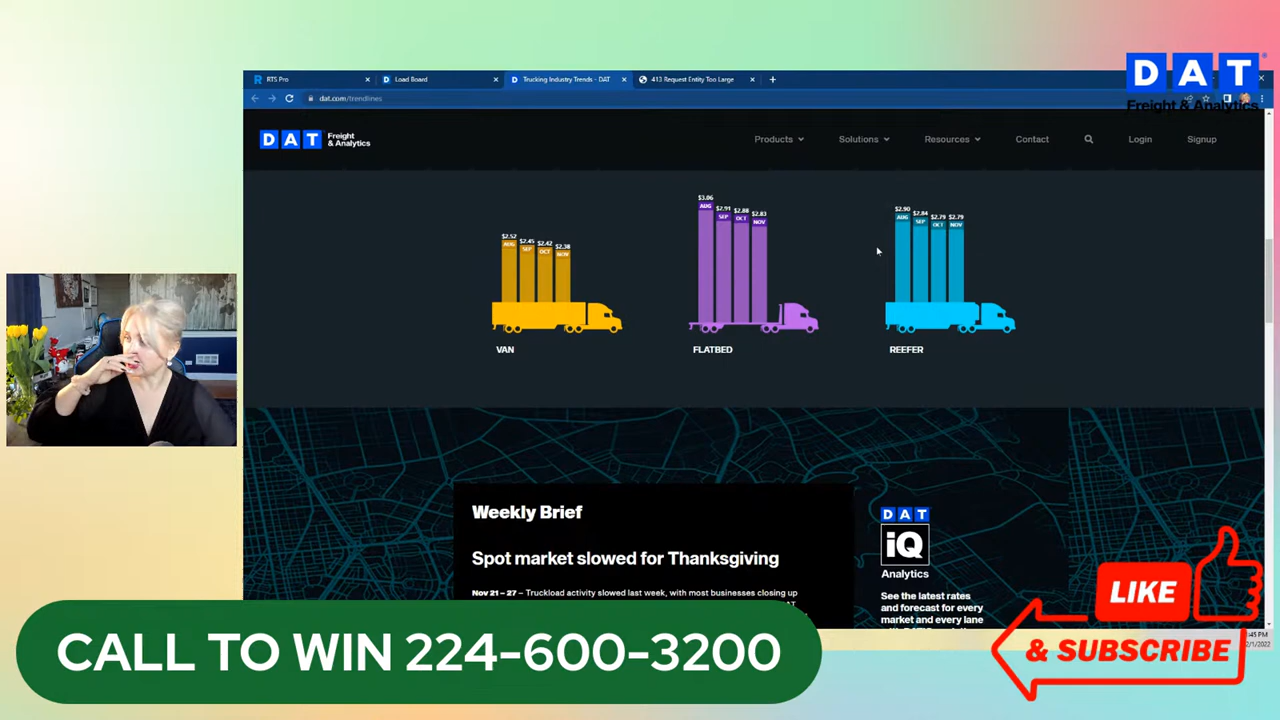 RTS Pro
Load Board
Trucking Industry Trends - DAT
413 Request Entity Too Large
dat.com/trendlines
DAT
Freight & Analytics
DAT Freight
& Analytics
Products
Solutions
Resources
Contact
Login
Signup
$2.52 $2.45 $2.42 $2.38
AUG SEP OCT NOV
VAN
$3.06 $2.91 $2.88 $2.83
AUG SEP OCT NOV
FLATBED
$2.90 $2.84 $2.79 $2.79
AUG SEP OCT NOV
REEFER
Weekly Brief
Spot market slowed for Thanksgiving
Nov 21 – 27 – Truckload activity slowed last week, with most businesses closing up
DAT
iQ
Analytics
See the latest rates
and forecast for every
market and every lane
CALL TO WIN 224-600-3200
LIKE
& SUBSCRIBE